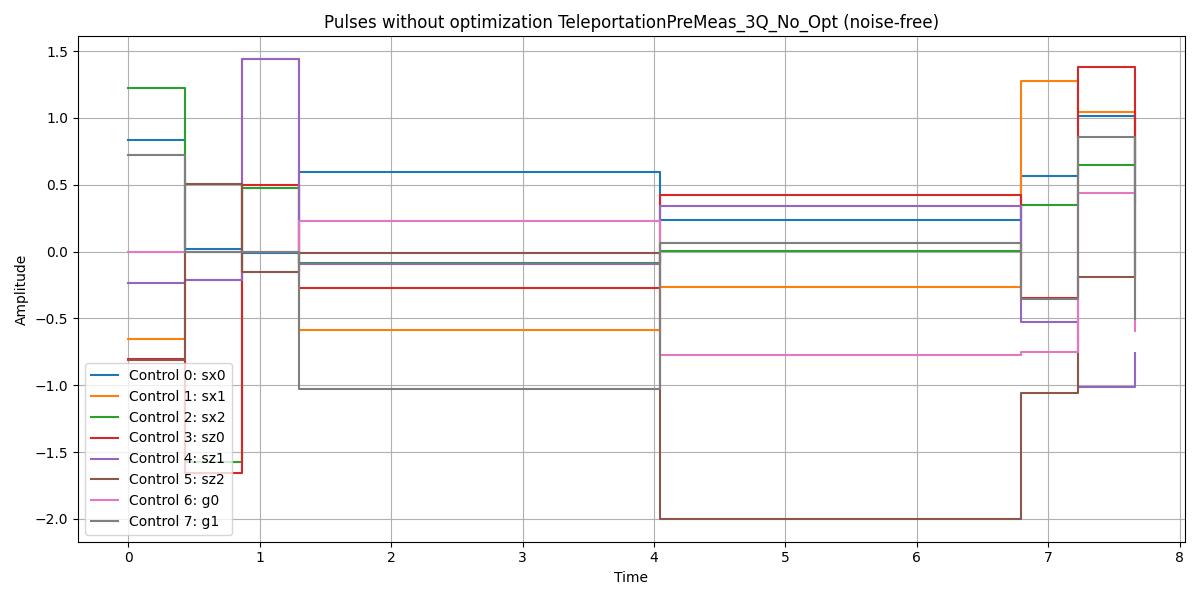 Pulses without optimization TeleportationPreMeas_3Q_No_Opt (noise-free)
1.5
1.0
0.5
0.0
−0.5
−1.0
−1.5
−2.0
Amplitude
Control 0: sx0
Control 1: sx1
Control 2: sx2
Control 3: sz0
Control 4: sz1
Control 5: sz2
Control 6: g0
Control 7: g1
0 1 2 3 4 5 6 7 8
Time